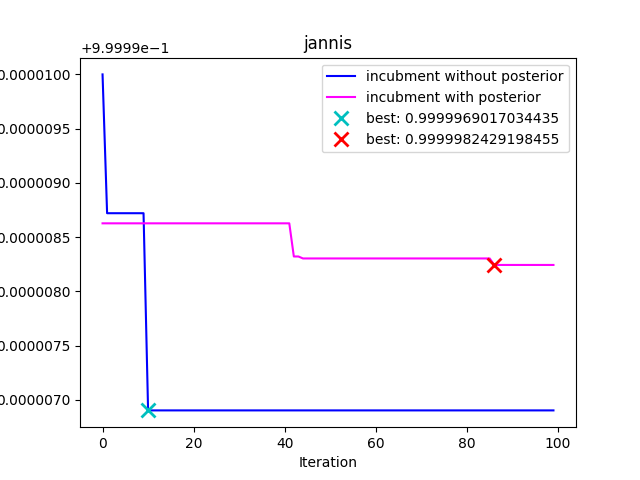 jannis
+9.9999e−1
incubment without posterior
incubment with posterior
best: 0.9999969017034435
best: 0.9999982429198455
0.0000100
0.0000095
0.0000090
0.0000085
0.0000080
0.0000075
0.0000070
0 20 40 60 80 100
Iteration